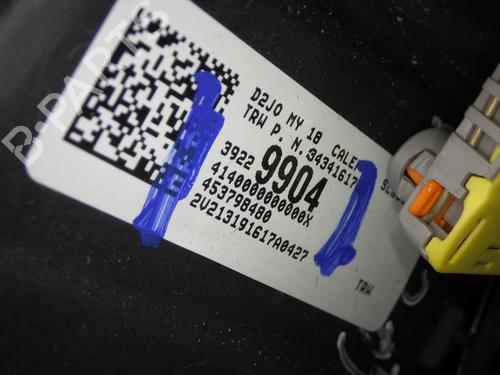 D2JO MY 18 CALE
TRW P. N. 34341617
3922 9904
4140000000000X
453798480
2V213191617A0427
TRW
B-PARTS